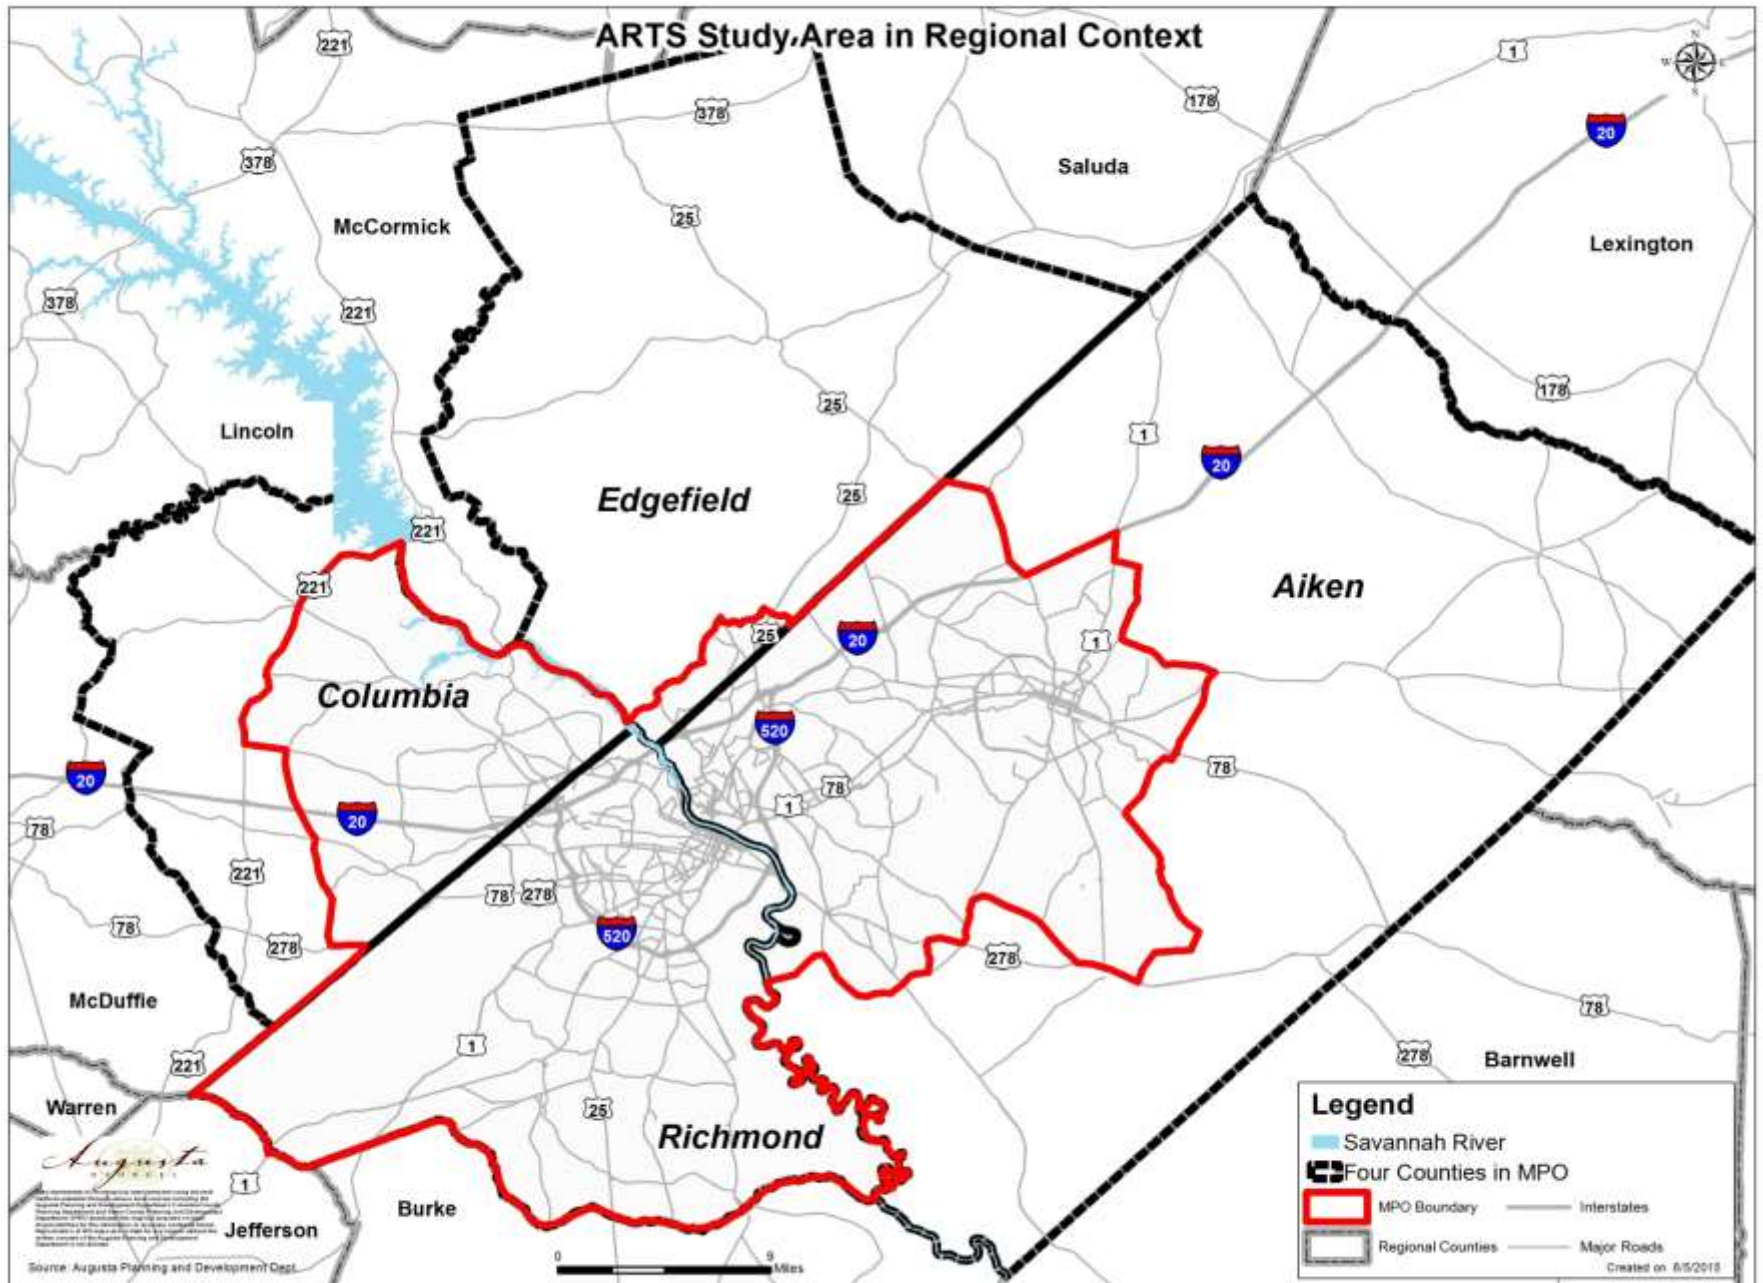 ARTS Study Area in Regional Context
221
1
N
W E
S
378
178
20
378
Saluda
25
McCormick
Lexington
378
221
178
25
1
Lincoln
20
25
Edgefield
221
221
Aiken
25
20
1
Columbia
520
78
20
78
1
20
78
221
78 278
78
520
278
278
McDuffie
78
1
221
278
Barnwell
Warren
25
Richmond
Augusta
1
Burke
Jefferson
0 9
Miles
Source: Augusta Planning and Development Dept.
Legend
Savannah River
Four Counties in MPO
MPO Boundary
Interstates
Regional Counties
Major Roads